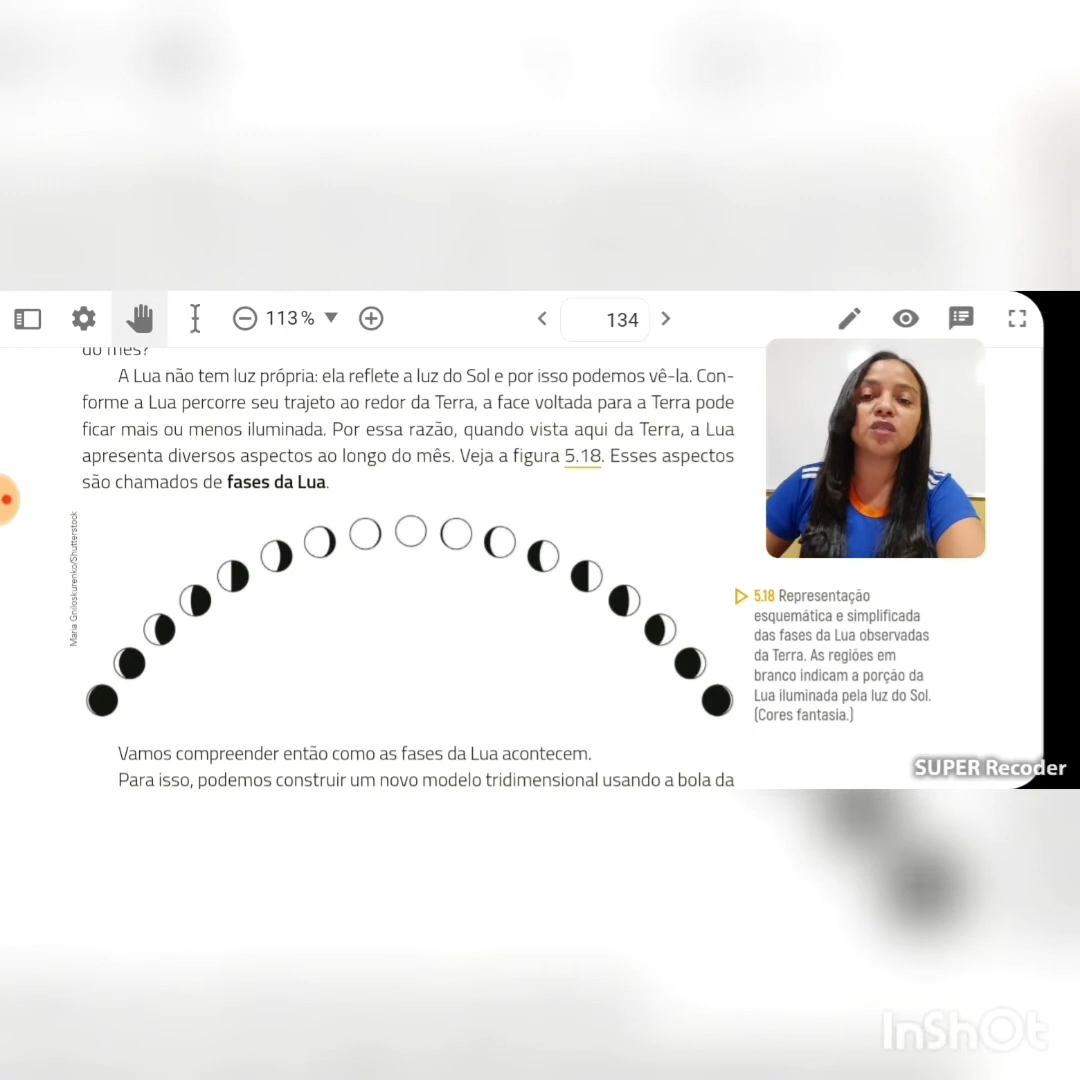 113%
134
do mês?
A Lua não tem luz própria: ela reflete a luz do Sol e por isso podemos vê-la. Con-
forme a Lua percorre seu trajeto ao redor da Terra, a face voltada para a Terra pode
ficar mais ou menos iluminada. Por essa razão, quando vista aqui da Terra, a Lua
apresenta diversos aspectos ao longo do mês. Veja a figura 5.18. Esses aspectos
são chamados de fases da Lua.
Maria Gniloskurenko/Shutterstock
5.18 Representação
esquemática e simplificada
das fases da Lua observadas
da Terra. As regiões em
branco indicam a porção da
Lua iluminada pela luz do Sol.
(Cores fantasia.)
Vamos compreender então como as fases da Lua acontecem.
Para isso, podemos construir um novo modelo tridimensional usando a bola da
SUPER Recoder
InShOt